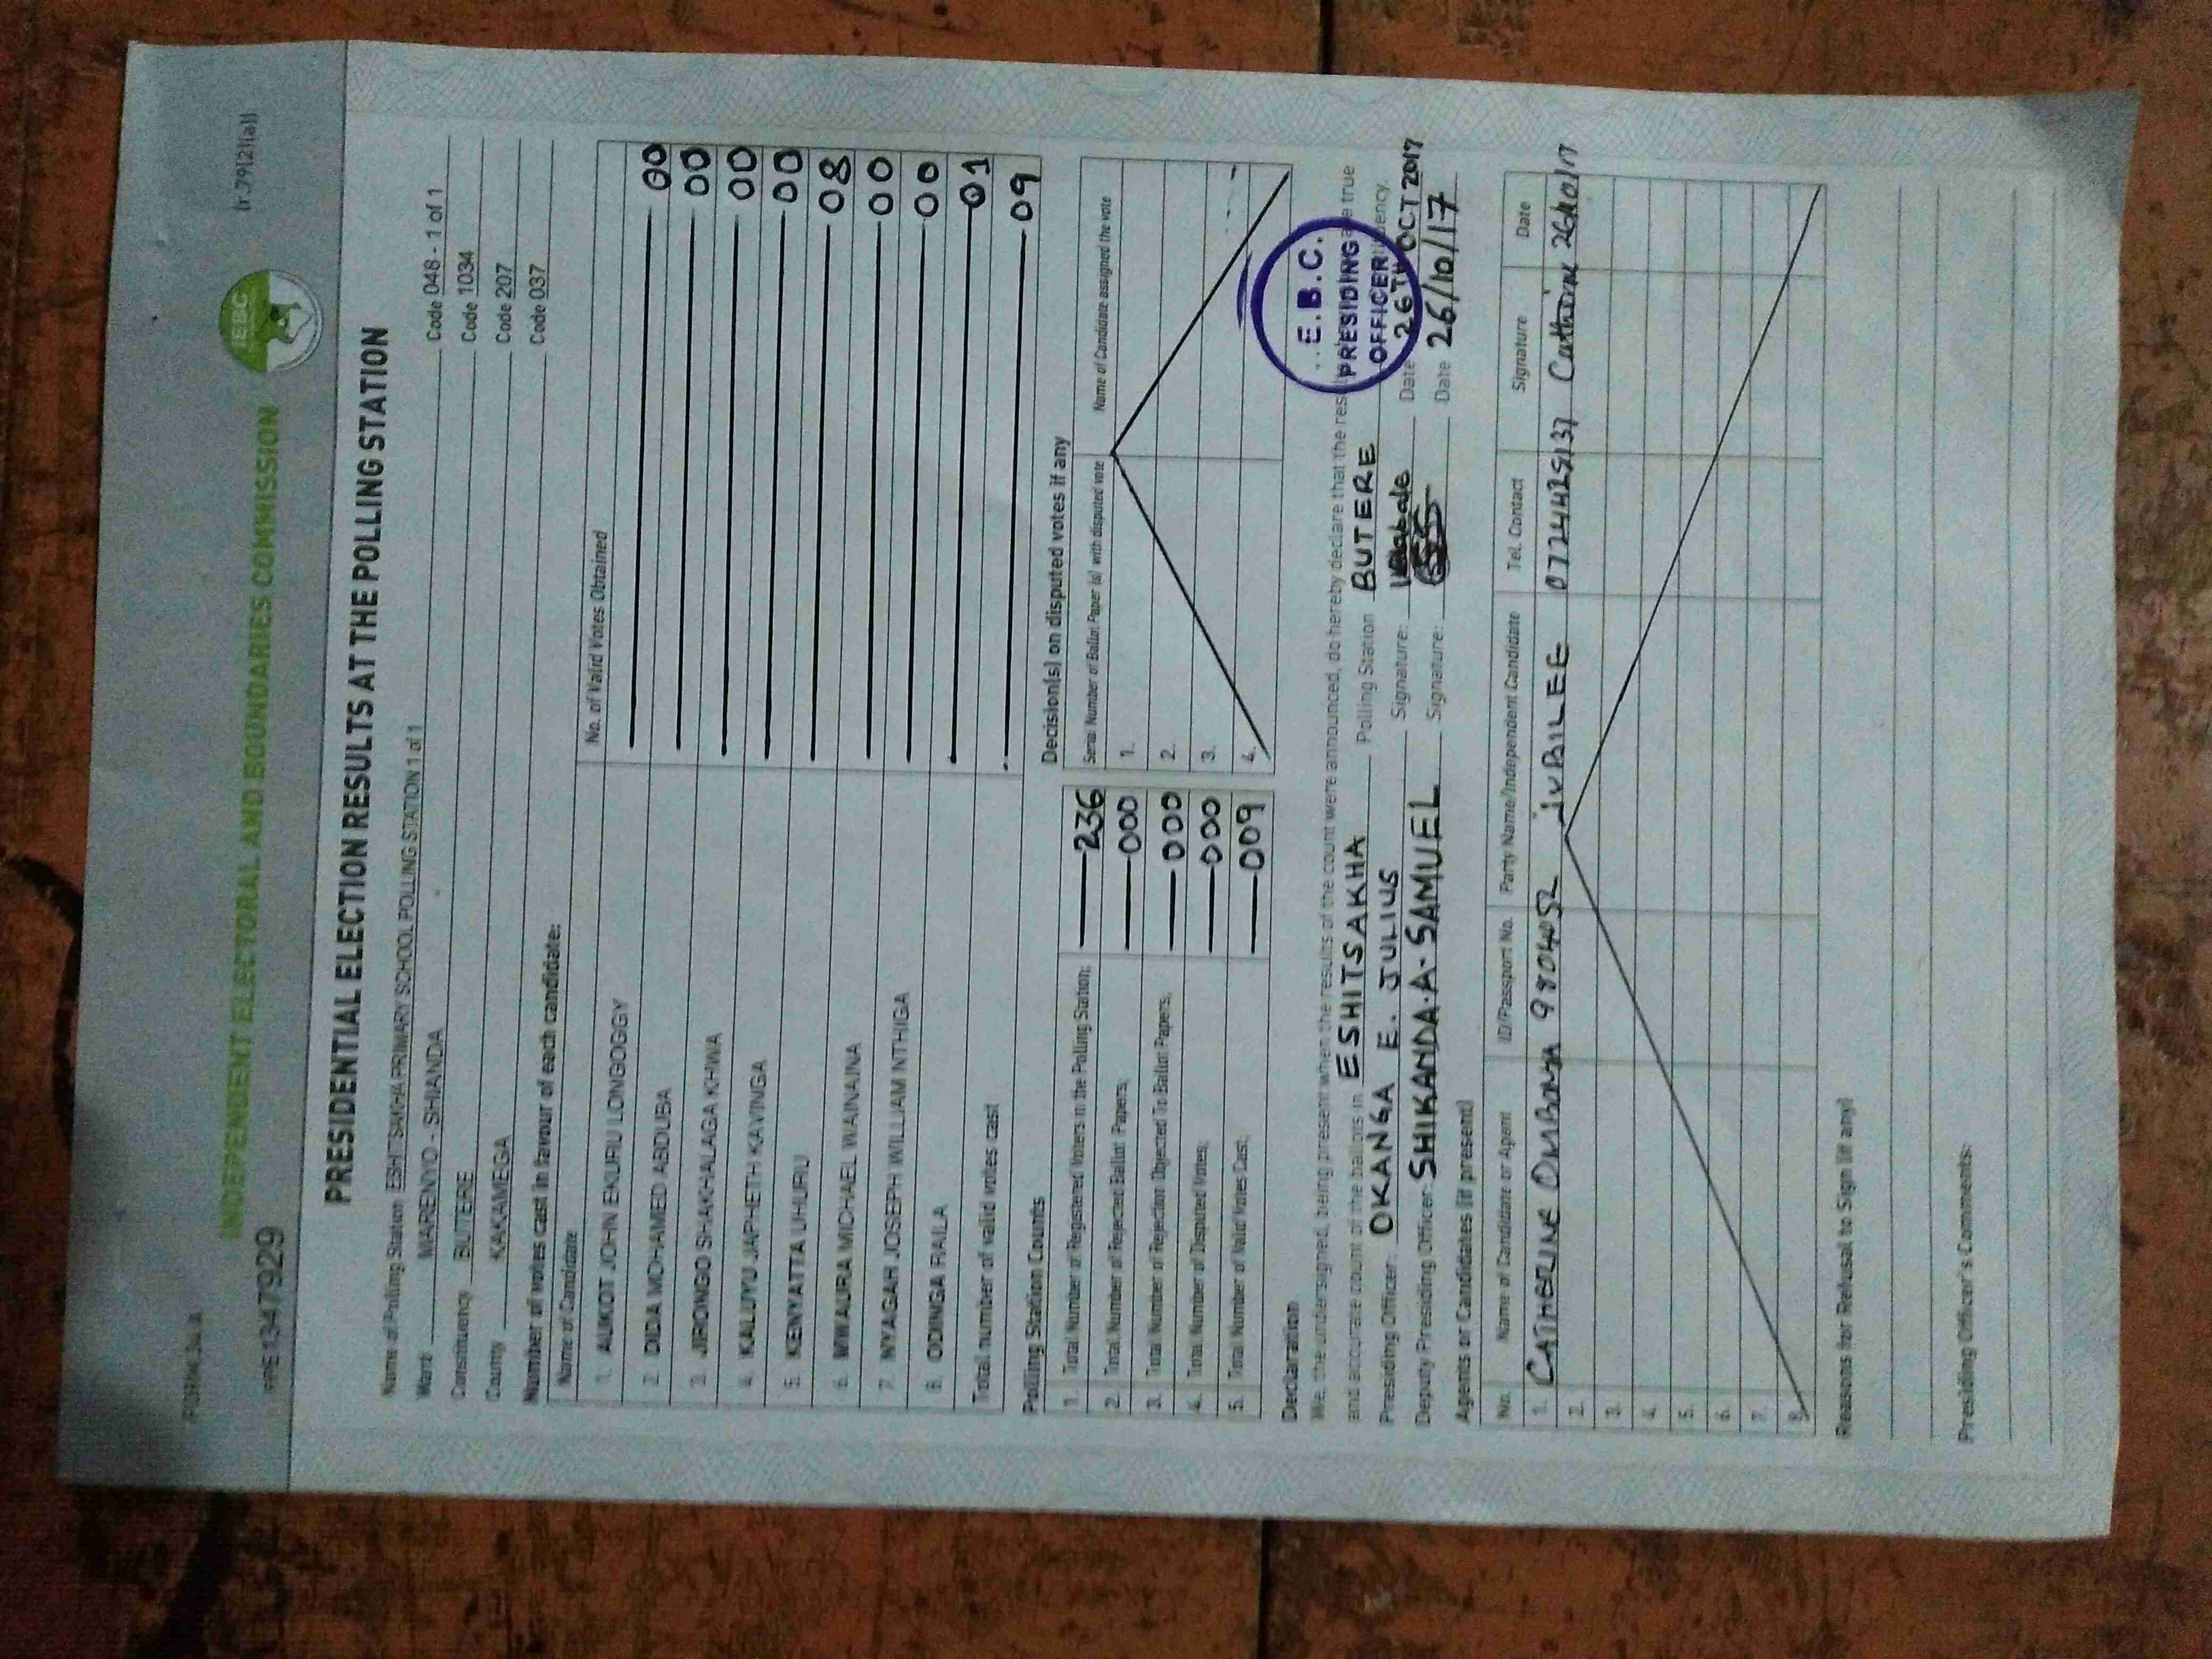 FORM 34 A
(r.79(2)(a))
INDEPENDENT ELECTORAL AND BOUNDARIES COMMISSION
IEBC
PRESIDENTIAL ELECTION RESULTS AT THE POLLING STATION
Name of Polling Station ESHITSAKHA PRIMARY SCHOOL POLLING STATION 1 of 1 Code 048 - 1 of 1
Ward MARENYO - SHIANDA Code 1034
Constituency BUTERE Code 207
County KAKAMEGA Code 037
Number of votes cast in favour of each candidate:
Name of Candidate No. of Valid Votes Obtained
1. AUKOT JOHN EKURU LONGOGGY 00
2. DIDA MOHAMED ABDUBA 00
3. JIRONGO SHAKHALAGA KHWA 00
4. KALUYU JAPHETH KAVINGA 00
5. KENYATTA UHURU 08
6. MWAURA MICHAEL WAINAINA 00
7. NYAGAH JOSEPH WILLIAM NTHIGA 00
8. ODINGA RAILA 01
Total number of valid votes cast 09
Polling Station Counts
1. Total Number of Registered Voters in the Polling Station: 236
2. Total Number of Rejected Ballot Papers; 000
3. Total Number of Rejection Objected To Ballot Papers; 000
4. Total Number of Disputed Votes; 000
5. Total Number of Valid Votes Cast; 009
Decision(s) on disputed votes if any
Serial Number of Ballot Paper (s) with disputed vote Name of Candidate assigned the vote
1.
2.
3.
4.
Declaration
We, the undersigned, being present when the results of the count were announced, do hereby declare that the true
and accurate count of the ballots in ESHITSAKHA Polling Station BUTERE
Presiding Officer: OKANGA E. JULIUS Signature: Date 26TH OCT 2017
Deputy Presiding Officer: SHIKANDA.A. SAMUEL Signature: Date 26/10/17
E.B.C.
PRESIDING
OFFICER
Agents or Candidates (if present)
No. Name of Candidate or Agent ID/Passport No. Party Name/Independent Candidate Tel. Contact Signature Date
1. CATHERINE JUBILEE Catherine 26/10/17
2.
3.
4.
5.
6.
7.
8.
Reasons for Refusal to Sign (if any)
Presiding Officer's Comments: